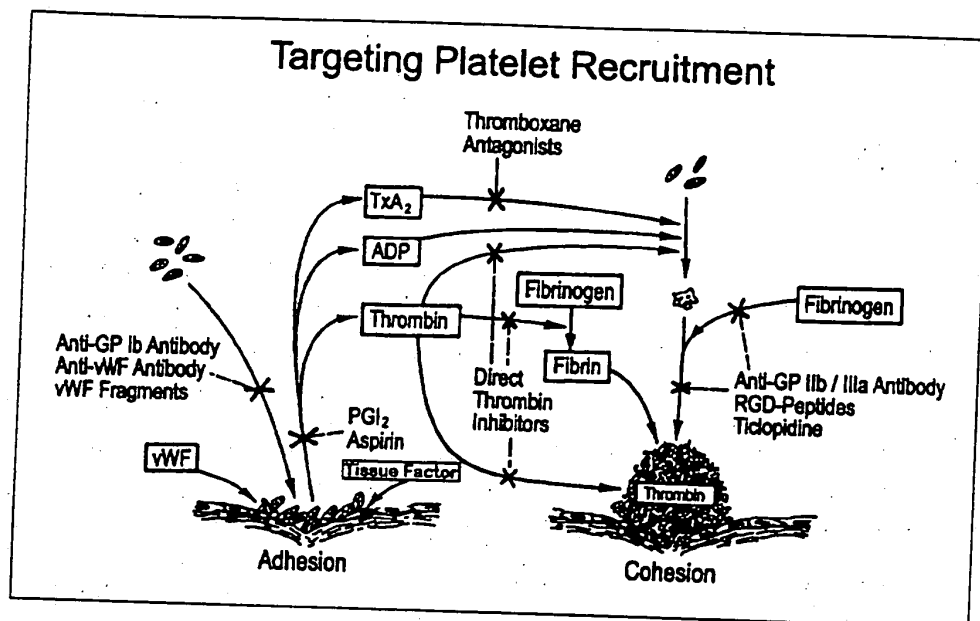 Targeting Platelet Recruitment
Thromboxane
Antagonists
TxA₂
ADP
Thrombin
Fibrinogen
Fibrin
Fibrinogen
Anti-GP Ib Antibody
Anti-vWF Antibody
vWF Fragments
PGI₂
Aspirin
Direct
Thrombin
Inhibitors
Anti-GP IIb / IIIa Antibody
RGD-Peptides
Ticlopidine
vWF
Tissue Factor
Thrombin
Adhesion
Cohesion